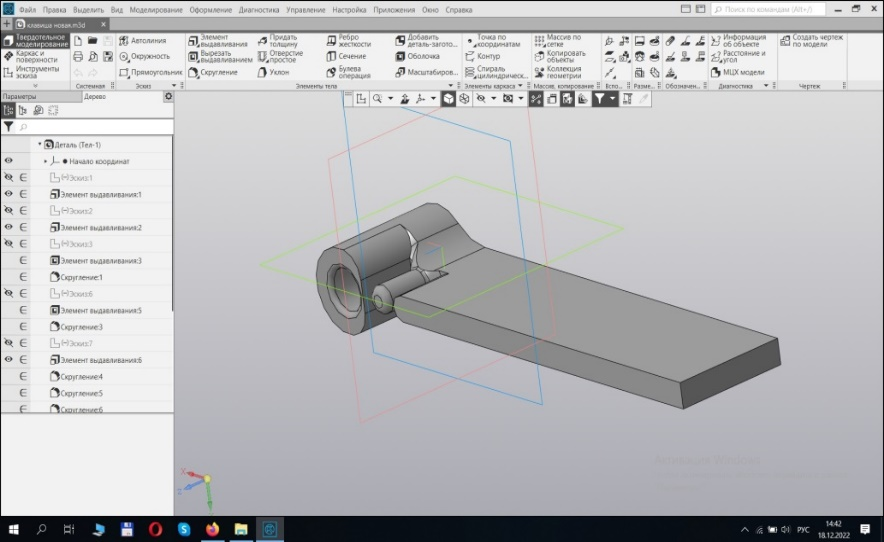 Файл Правка Выделить Вид Моделирование Оформление Диагностика Управление Настройка Приложения Окно Справка
Поиск по командам (Alt+/)
клавиша новая.m3d
Твердотельное моделирование
Каркас и поверхности
Инструменты эскиза
Системная
Автолиния
Окружность
Прямоугольник
Эскиз
Элемент выдавливания
Вырезать выдавливанием
Скругление
Придать толщину
Отверстие простое
Уклон
Ребро жесткости
Сечение
Булева операция
Добавить деталь-загото...
Оболочка
Масштабиров...
Элементы тела
Точка по координатам
Контур
Спираль цилиндрическ...
Элементы каркаса
Массив по сетке
Копировать объекты
Коллекция геометрии
Массив, копирование
Вспо...
Разме...
Обозначен...
Информация об объекте
Расстояние и угол
МЦХ модели
Диагностика
Создать чертеж по модели
Чертеж
Параметры
Дерево
Деталь (Тел-1)
Начало координат
(-)Эскиз:1
Элемент выдавливания:1
(-)Эскиз:2
Элемент выдавливания:2
(-)Эскиз:3
Элемент выдавливания:3
Скругление:1
(-)Эскиз:6
Элемент выдавливания:5
Скругление:3
(-)Эскиз:7
Элемент выдавливания:6
Скругление:4
Скругление:5
Скругление:6
Активация Windows
X
Z
РУС
14:42
18.12.2022